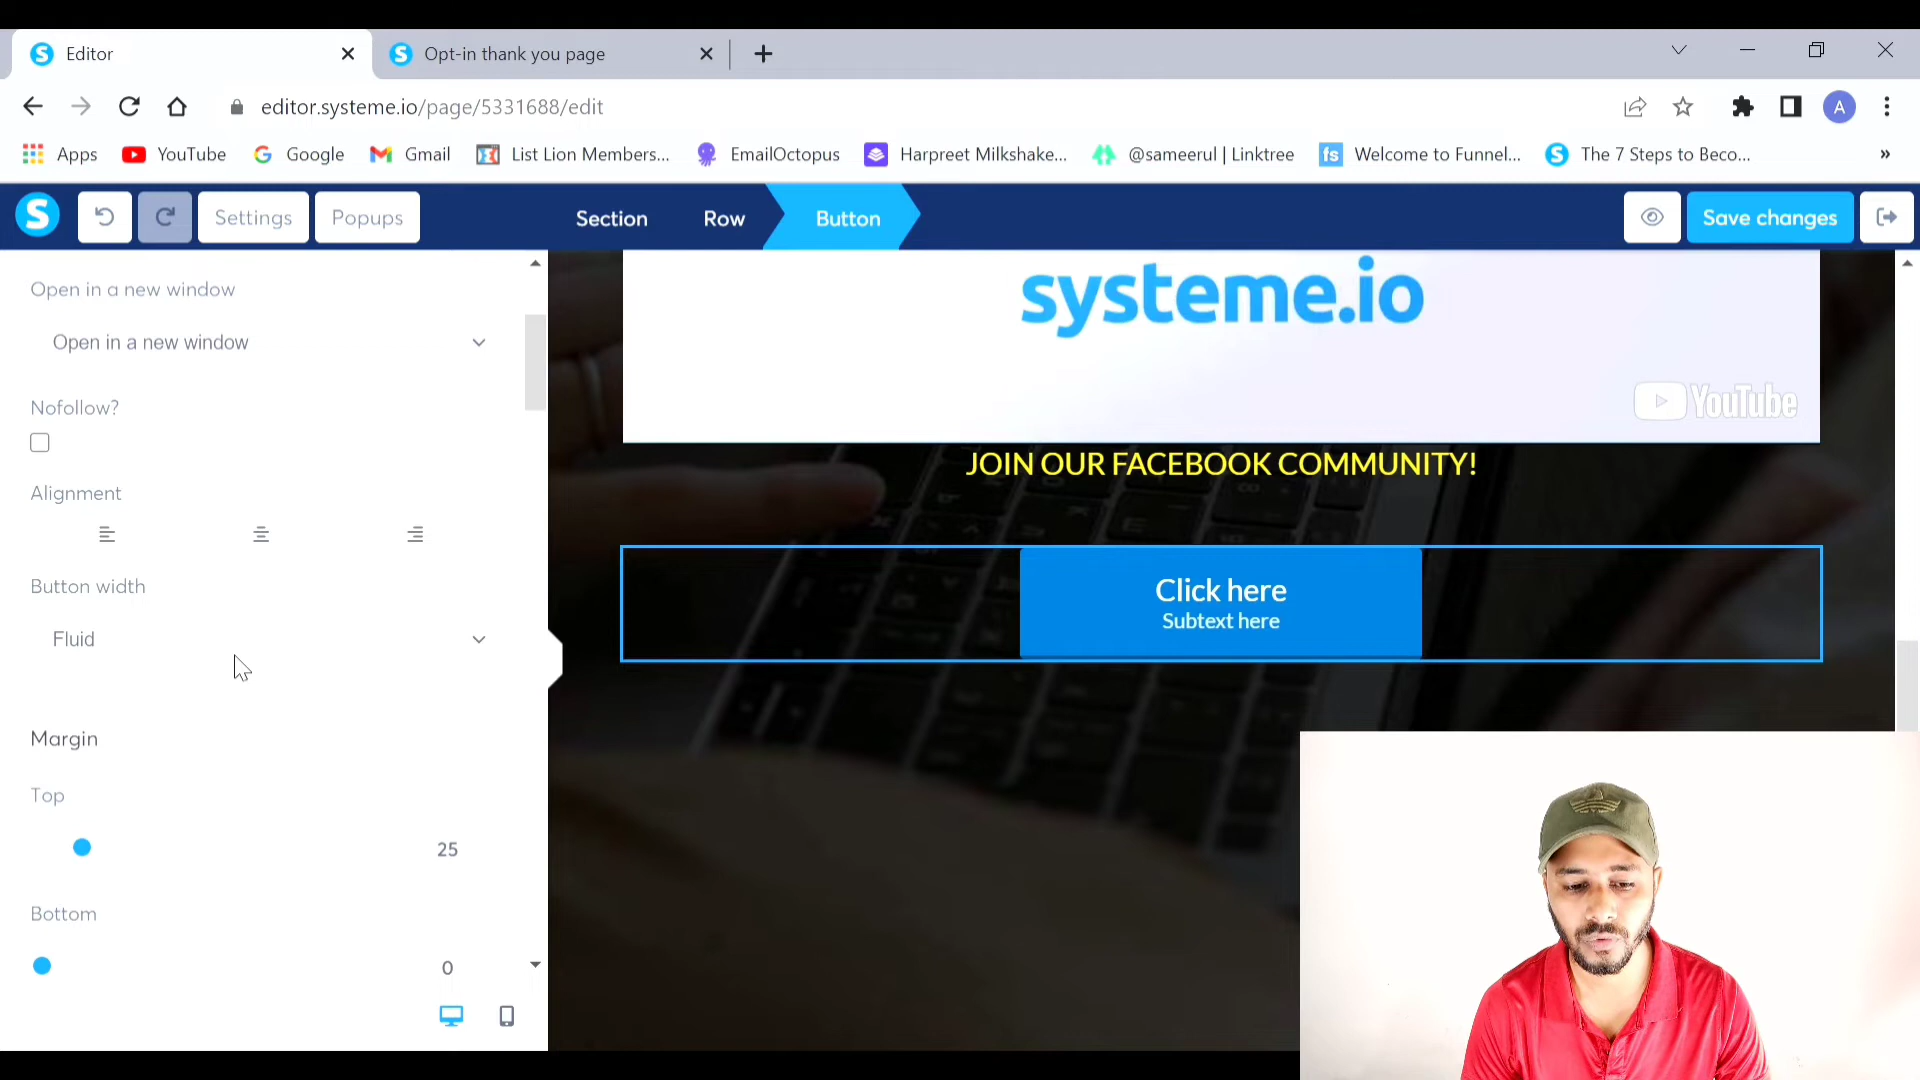 Editor
Opt-in thank you page
editor.systeme.io/page/5331688/edit
A
Apps
YouTube
Google
Gmail
List Lion Members...
EmailOctopus
Harpreet Milkshake...
@sameerul | Linktree
fs
Welcome to Funnel...
The 7 Steps to Beco...
»
S
Settings
Popups
Section
Row
Button
Save changes
Open in a new window
Open in a new window
Nofollow?
Alignment
Button width
Fluid
Margin
Top
25
Bottom
0
systeme.io
YouTube
JOIN OUR FACEBOOK COMMUNITY!
Click here
Subtext here